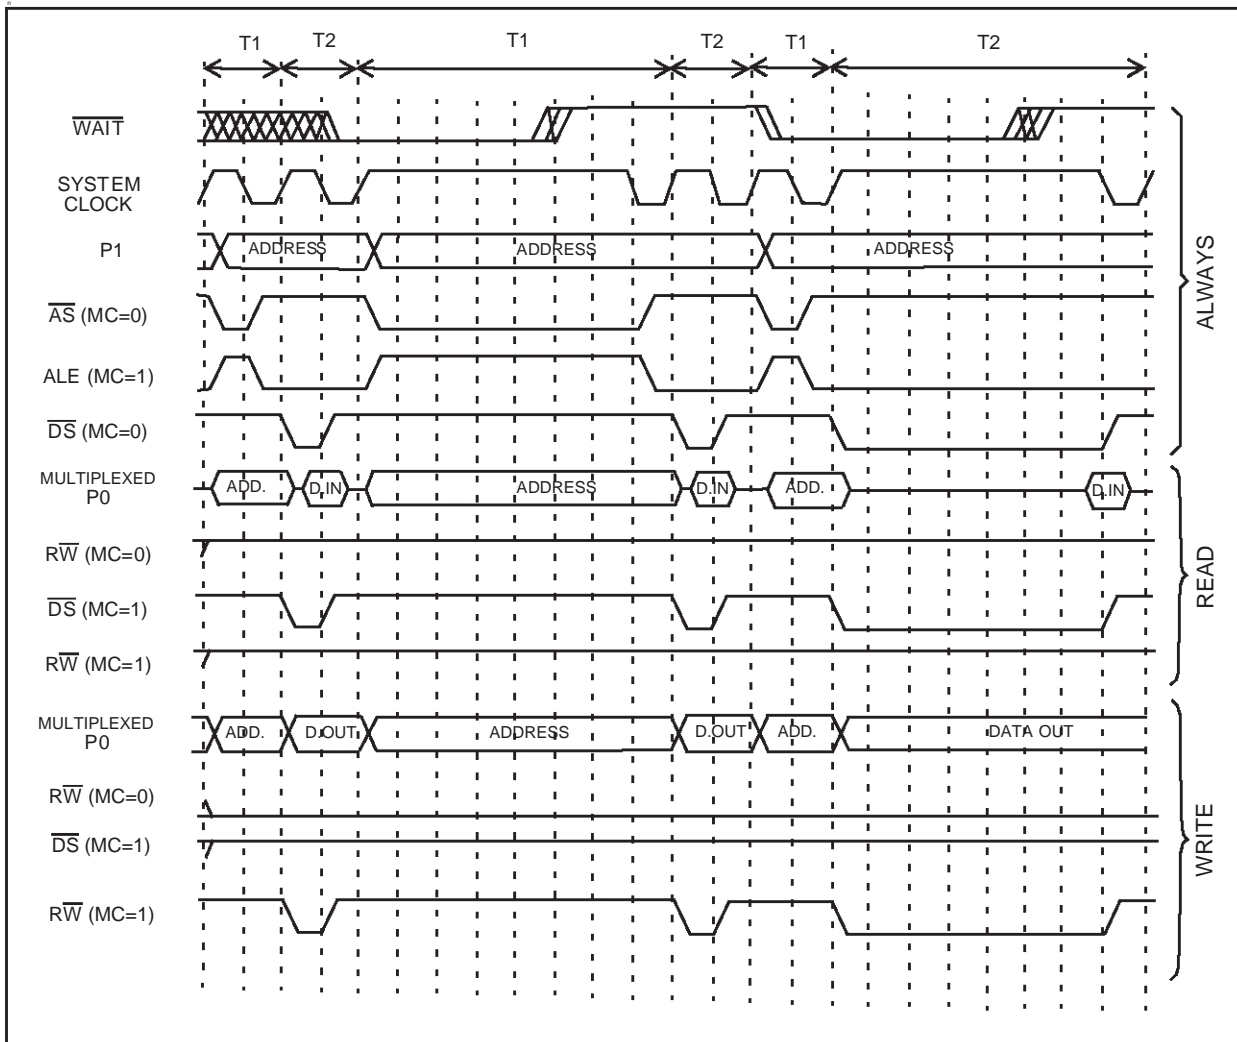 T1 T2 T1 T2 T1 T2
WAIT
SYSTEM
CLOCK
P1 ADDRESS ADDRESS ADDRESS
AS (MC=0)
ALE (MC=1)
DS (MC=0)
ALWAYS
MULTIPLEXED
P0 ADD. D.IN ADDRESS D.IN ADD. D.IN
RW (MC=0)
DS (MC=1)
RW (MC=1)
READ
MULTIPLEXED
P0 ADD. D.OUT ADDRESS D.OUT ADD. DATA OUT
RW (MC=0)
DS (MC=1)
RW (MC=1)
WRITE